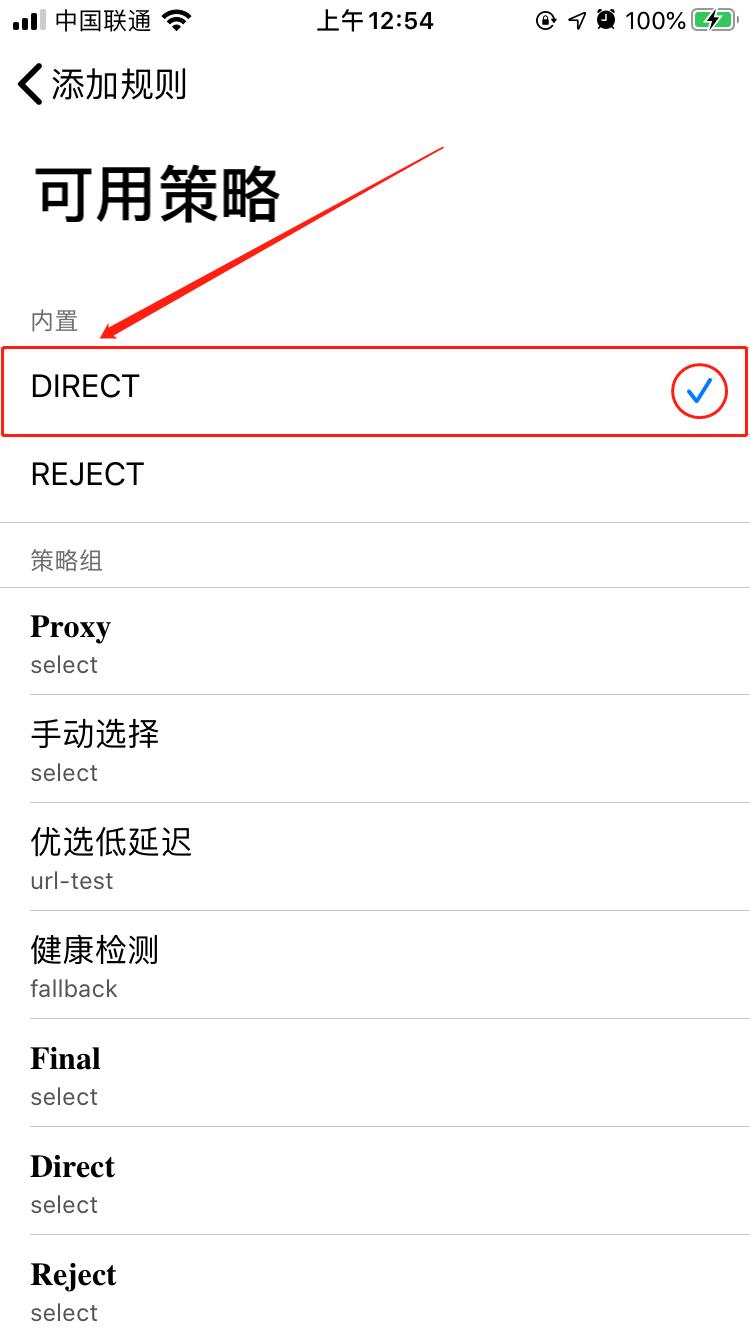 中国联通 上午12:54 100%
添加规则
可用策略
内置
DIRECT
REJECT
策略组
Proxy
select
手动选择
select
优选低延迟
url-test
健康检测
fallback
Final
select
Direct
select
Reject
select